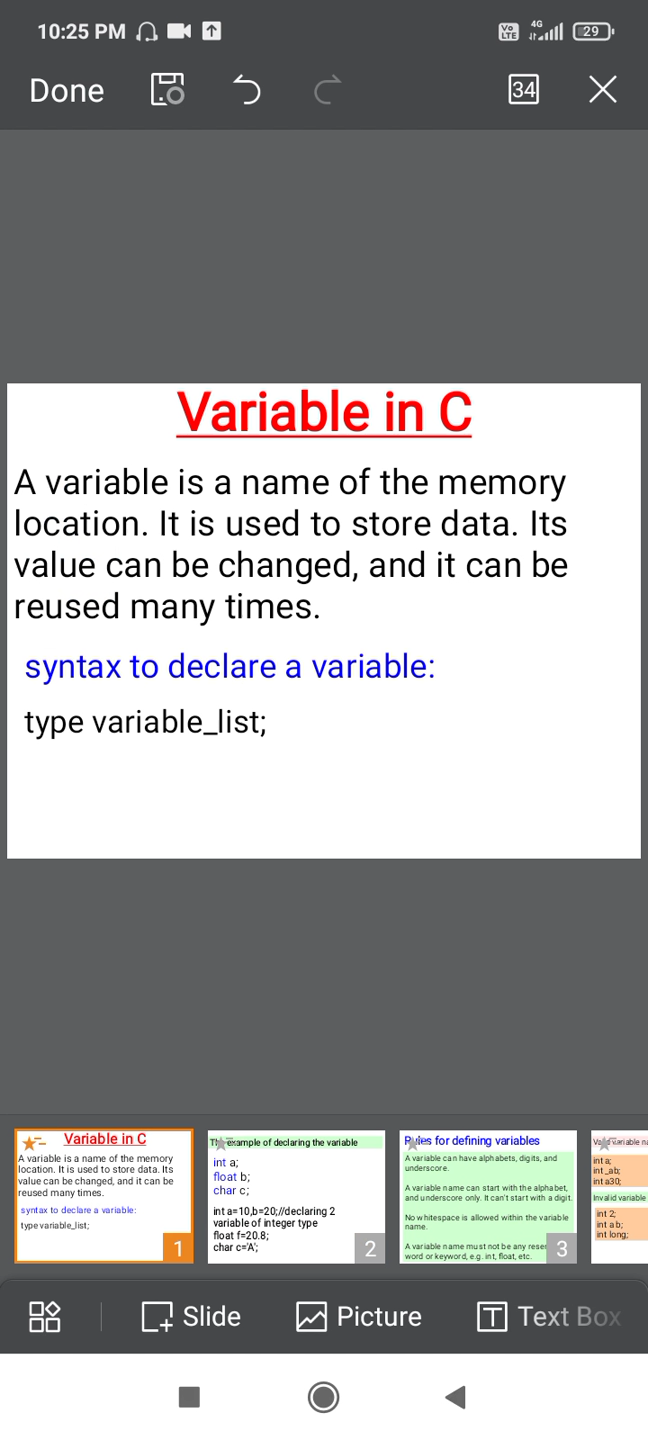 10:25 PM
Vo LTE
4G
29
Done
34
Variable in C
A variable is a name of the memory
location. It is used to store data. Its
value can be changed, and it can be
reused many times.
syntax to declare a variable:
type variable_list;
Variable in C
A variable is a name of the memory
location. It is used to store data. Its
value can be changed, and it can be
reused many times.
syntax to declare a variable:
type variable_list;
1
example of declaring the variable
int a;
float b;
char c;
int a=10,b=20;//declaring 2
variable of integer type
float f=20.8;
char c='A';
2
Rules for defining variables
A variable can have alphabets, digits, and
underscore.
A variable name can start with the alphabet,
and underscore only. It can't start with a digit.
No whitespace is allowed within the variable
name.
A variable name must not be any
word or keyword, e.g. int, float, etc.
3
variable
int a;
int _ab;
int a30;
Invalid variable
int 2;
int a b;
int long;
Slide
Picture
Text Box